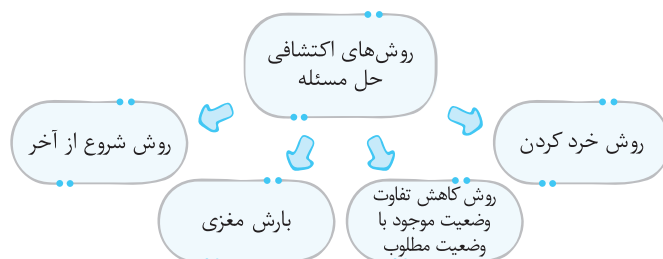 روش‌های اکتشافی
حل مسئله
روش خرد کردن
روش کاهش تفاوت
وضعیت موجود با
وضعیت مطلوب
بارش مغزی
روش شروع از آخر